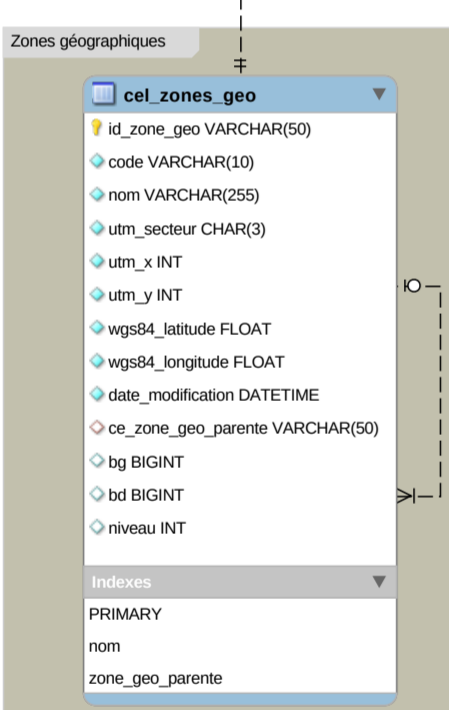 Zones géographiques
cel_zones_geo
id_zone_geo VARCHAR(50)
code VARCHAR(10)
nom VARCHAR(255)
utm_secteur CHAR(3)
utm_x INT
utm_y INT
wgs84_latitude FLOAT
wgs84_longitude FLOAT
date_modification DATETIME
ce_zone_geo_parente VARCHAR(50)
bg BIGINT
bd BIGINT
niveau INT
Indexes
PRIMARY
nom
zone_geo_parente